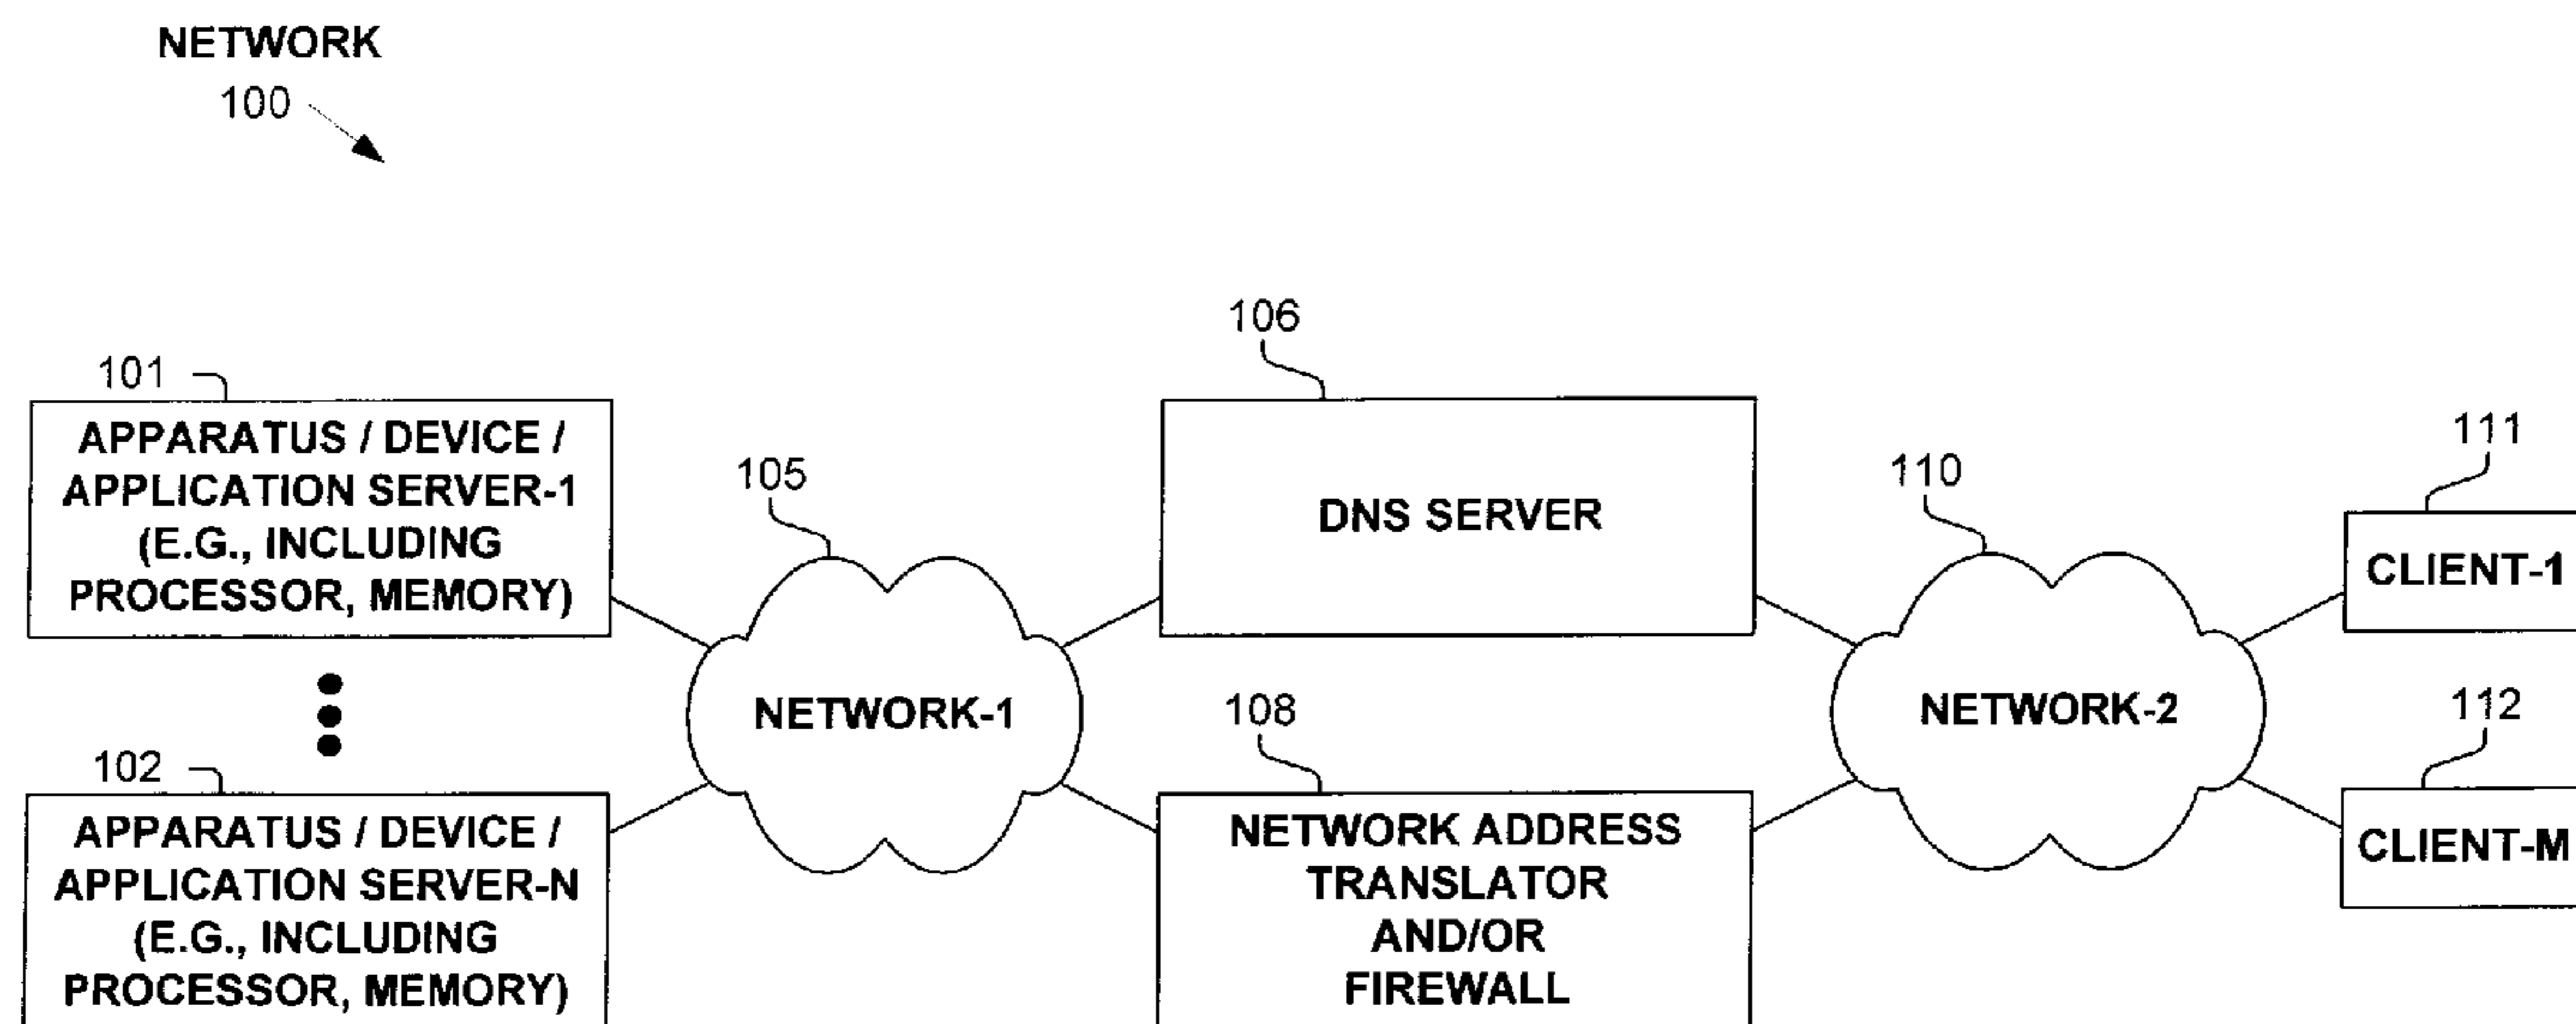 NETWORK
100
106
101
APPARATUS / DEVICE /
APPLICATION SERVER-1
(E.G., INCLUDING
PROCESSOR, MEMORY)
105
DNS SERVER
110
111
CLIENT-1
NETWORK-1
NETWORK-2
102
APPARATUS / DEVICE /
APPLICATION SERVER-N
(E.G., INCLUDING
PROCESSOR, MEMORY)
108
NETWORK ADDRESS
TRANSLATOR
AND/OR
FIREWALL
112
CLIENT-M